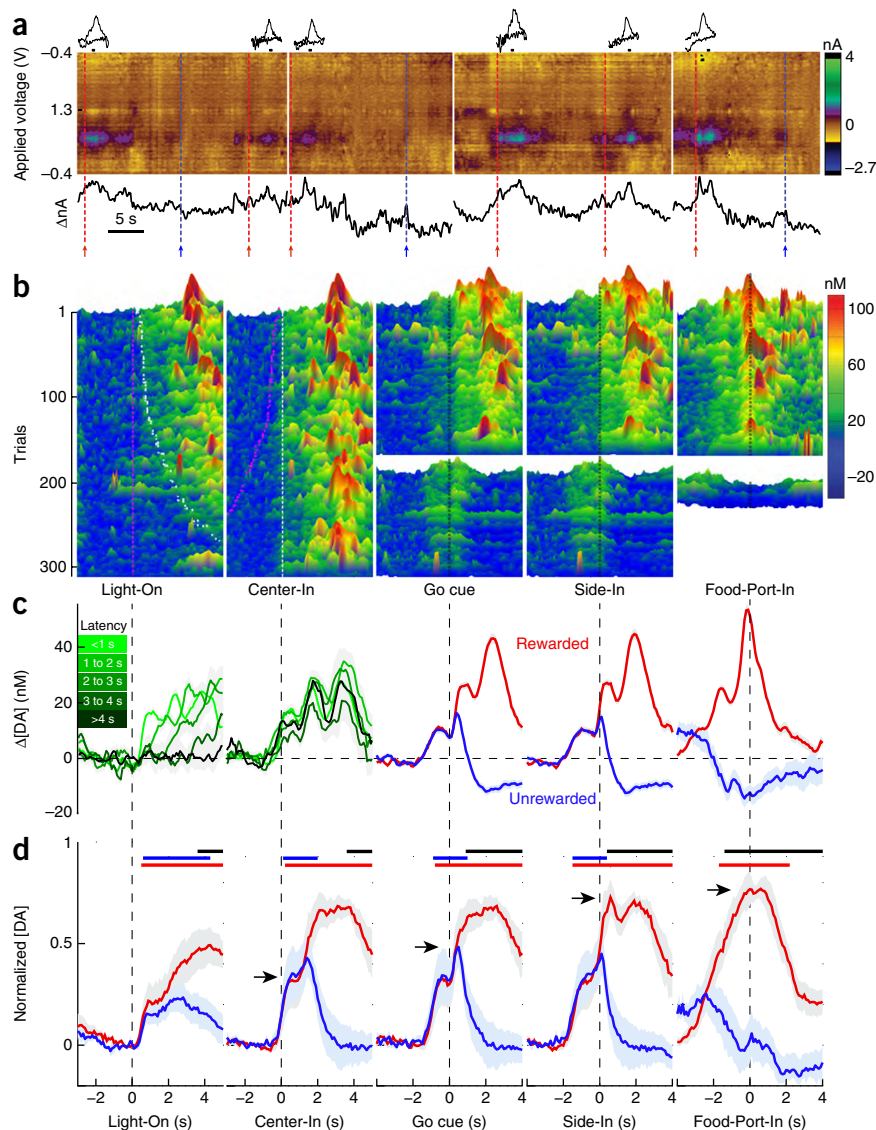 a
nA
Applied voltage (V)
−0.4
1.3
−0.4
4
0
−2.7
ΔnA
5 s
b
nM
Trials
1
100
200
300
100
60
20
−20
Light-On
Center-In
Go cue
Side-In
Food-Port-In
c
Latency
<1 s
1 to 2 s
2 to 3 s
3 to 4 s
>4 s
Δ[DA] (nM)
40
20
0
−20
Rewarded
Unrewarded
d
Normalized [DA]
1
0.5
0
−2 0 2 4
−2 0 2 4
−2 0 2 4
−2 0 2 4
−2 0 2 4
Light-On (s)
Center-In (s)
Go cue (s)
Side-In (s)
Food-Port-In (s)